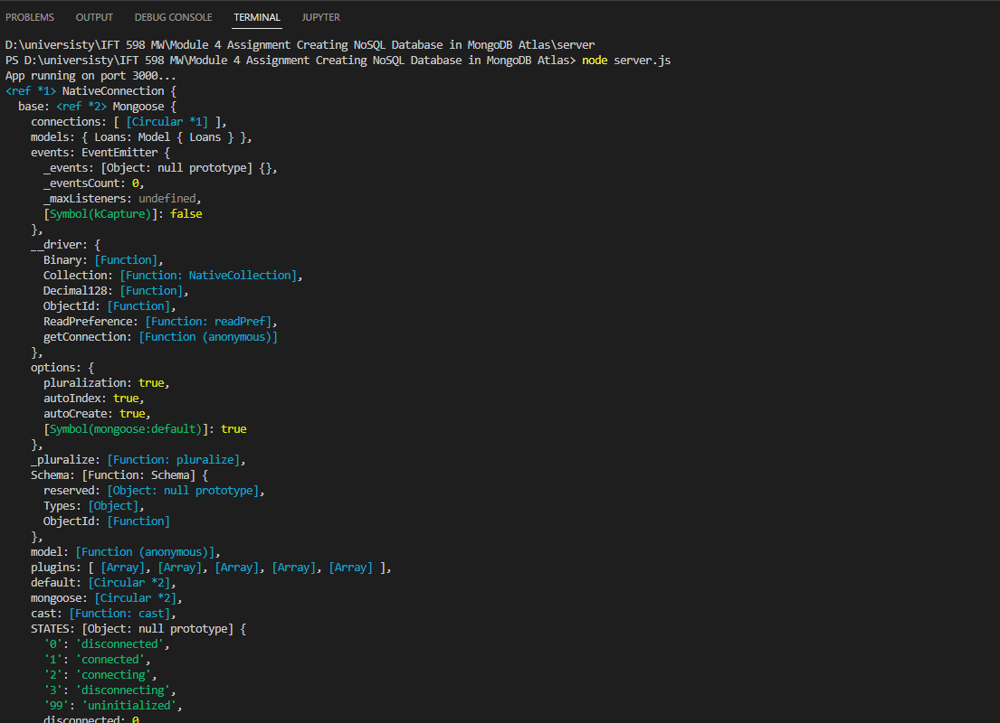 PROBLEMS OUTPUT DEBUG CONSOLE TERMINAL JUPYTER
D:\universisty\IFT 598 MW\Module 4 Assignment Creating NoSQL Database in MongoDB Atlas\server
PS D:\universisty\IFT 598 MW\Module 4 Assignment Creating NoSQL Database in MongoDB Atlas> node server.js
App running on port 3000...
<ref *1> NativeConnection {
  base: <ref *2> Mongoose {
    connections: [ [Circular *1] ],
    models: { Loans: Model { Loans } },
    events: EventEmitter {
      _events: [Object: null prototype] {},
      _eventsCount: 0,
      _maxListeners: undefined,
      [Symbol(kCapture)]: false
    },
    __driver: {
      Binary: [Function],
      Collection: [Function: NativeCollection],
      Decimal128: [Function],
      ObjectId: [Function],
      ReadPreference: [Function: readPref],
      getConnection: [Function (anonymous)]
    },
    options: {
      pluralization: true,
      autoIndex: true,
      autoCreate: true,
      [Symbol(mongoose:default)]: true
    },
    _pluralize: [Function: pluralize],
    Schema: [Function: Schema] {
      reserved: [Object: null prototype],
      Types: [Object],
      ObjectId: [Function]
    },
    model: [Function (anonymous)],
    plugins: [ [Array], [Array], [Array], [Array], [Array] ],
    default: [Circular *2],
    mongoose: [Circular *2],
    cast: [Function: cast],
    STATES: [Object: null prototype] {
      '0': 'disconnected',
      '1': 'connected',
      '2': 'connecting',
      '3': 'disconnecting',
      '99': 'uninitialized',
      disconnected: 0